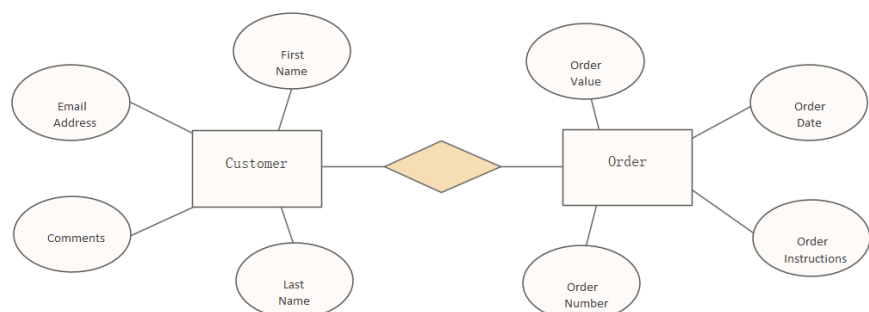 First
Name
Order
Value
Email
Address
Order
Date
Customer
Order
Comments
Order
Instructions
Last
Name
Order
Number